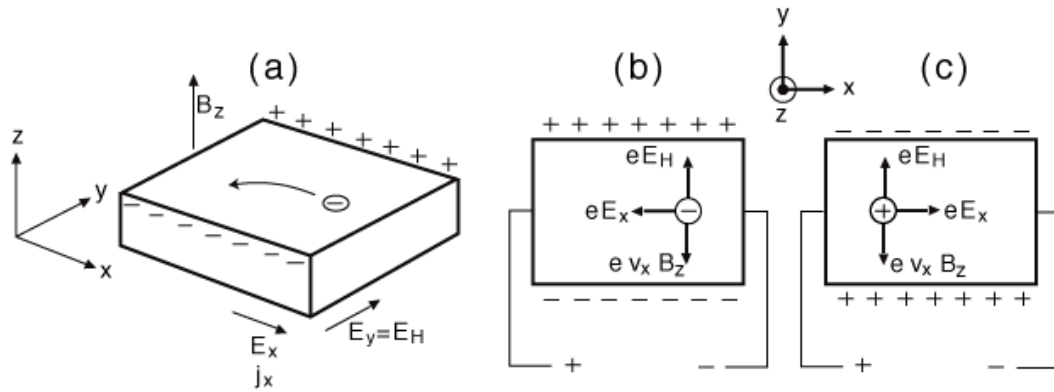 (a)
B_z
+ + + + + + +
z
y
x
− − − − − − −
E_x
j_x
E_y=E_H
(b)
+ + + + + + +
eE_H
eE_x −
e v_x B_z
− − − − − − −
+ −
y
x
z
(c)
− − − − − − −
eE_H
+ eE_x
e v_x B_z
+ + + + + + +
+ −